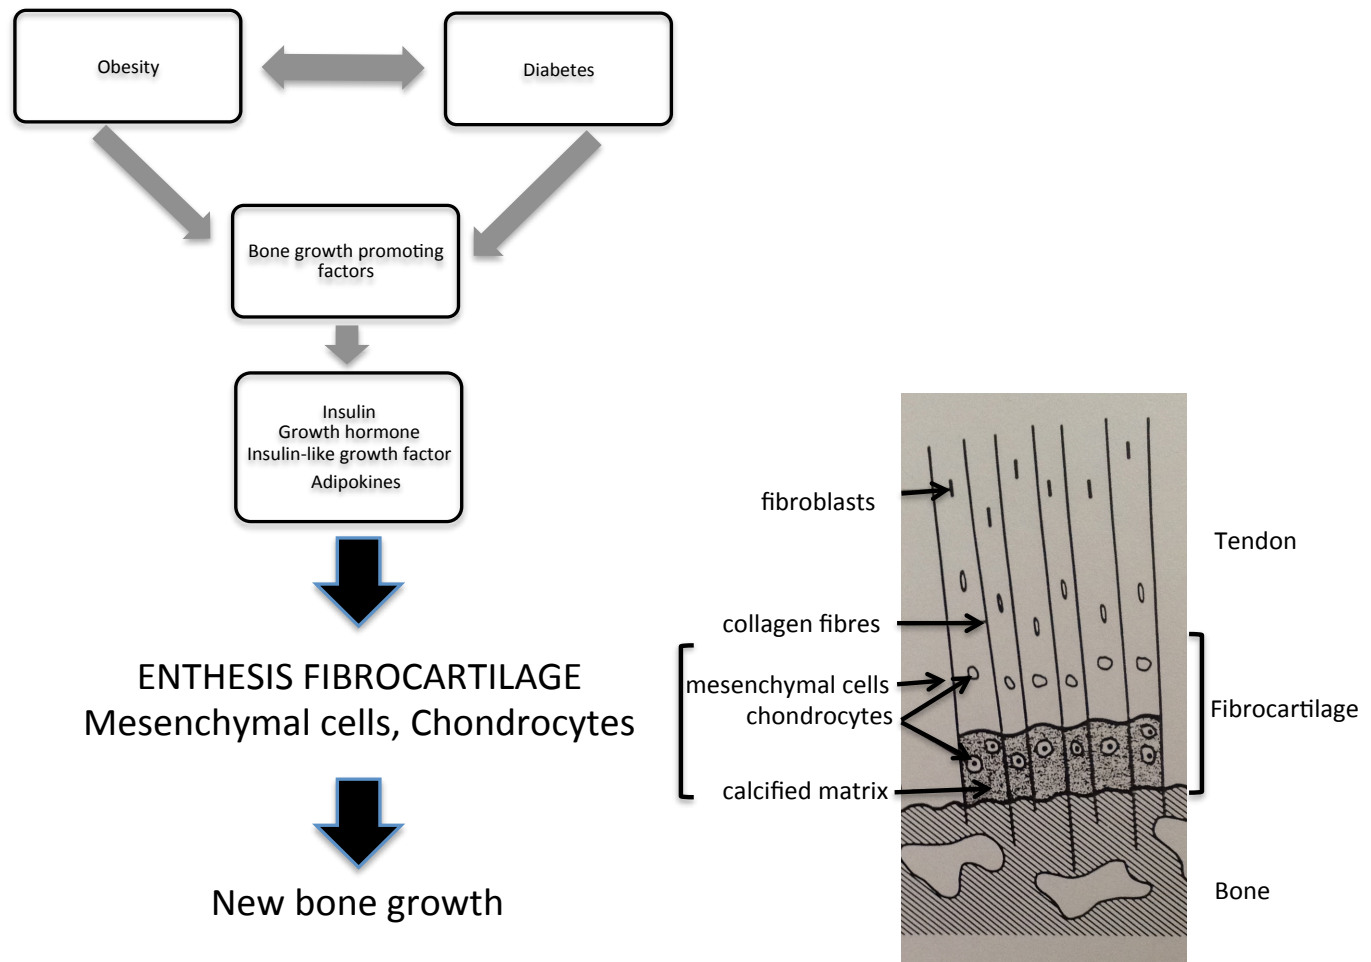 Obesity
Diabetes
Bone growth promoting
factors
Insulin
Growth hormone
Insulin-like growth factor
Adipokines
ENTHESIS FIBROCARTILAGE
Mesenchymal cells, Chondrocytes
New bone growth
fibroblasts
collagen fibres
mesenchymal cells
chondrocytes
calcified matrix
Tendon
Fibrocartilage
Bone